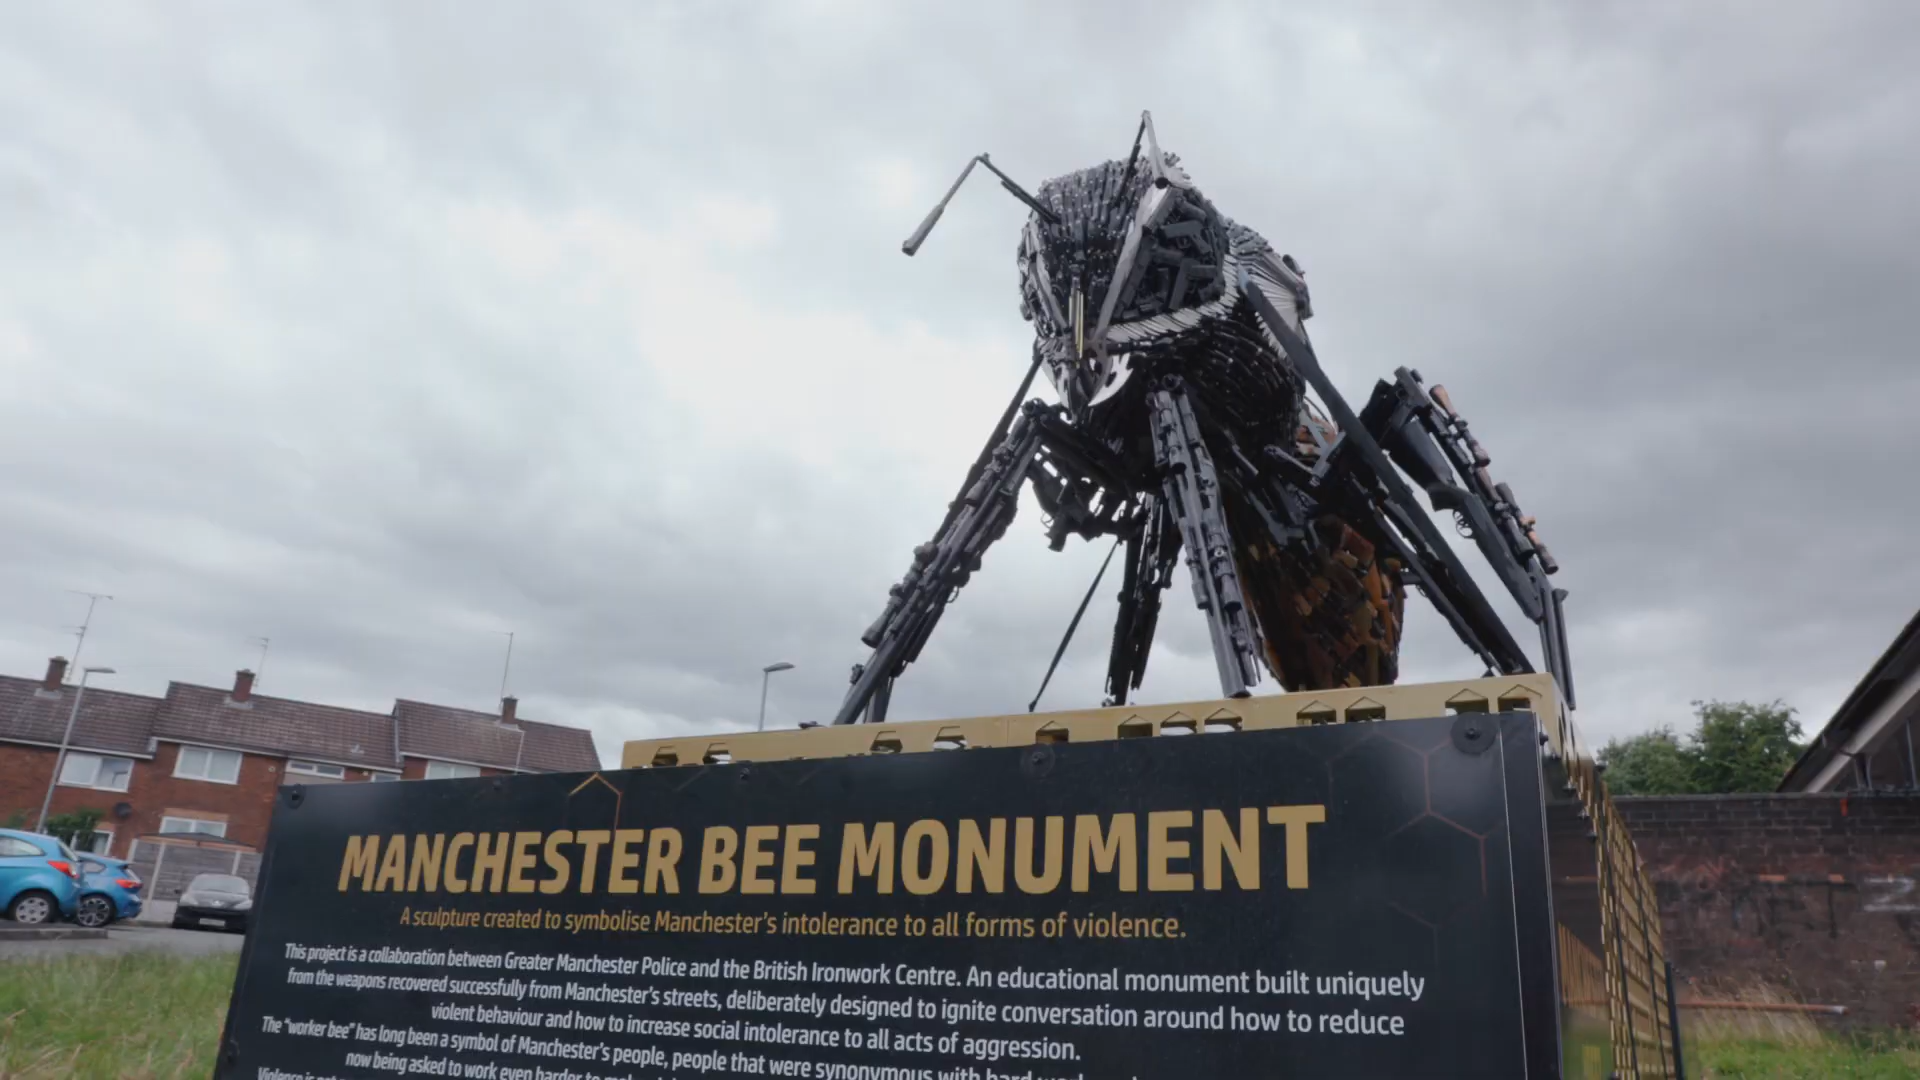 MANCHESTER BEE MONUMENT
A sculpture created to symbolise Manchester's intolerance to all forms of violence.
This project is a collaboration between Greater Manchester Police and the British Ironwork Centre. An educational monument built uniquely
from the weapons recovered successfully from Manchester's streets, deliberately designed to ignite conversation around how to reduce
violent behaviour and how to increase social intolerance to all acts of aggression.
The "worker bee" has long been a symbol of Manchester's people, people that were synonymous with hard
now being asked to work even harder to
Violence is